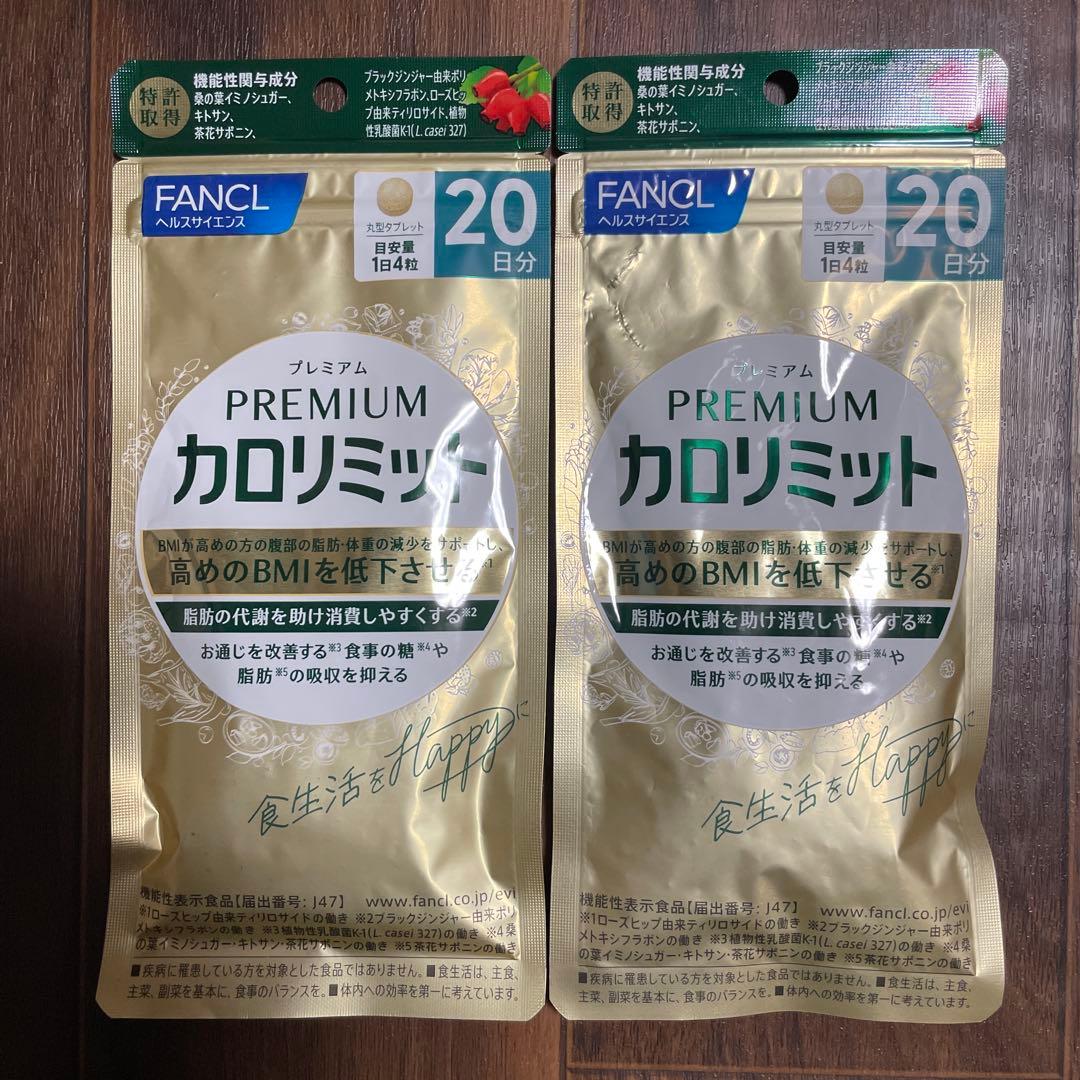 特許
取得
機能性関与成分
桑の葉イミノシュガー、
キトサン、
茶花サポニン、
ブラックジンジャー由来ポリ
メトキシフラボン、ローズヒッ
プ由来ティリロサイド、植物
性乳酸菌K-1(L. casei 327)
FANCL
ヘルスサイエンス
丸型タブレット
目安量
1日4粒
20
日分
プレミアム
PREMIUM
カロリミット
BMIが高めの方の腹部の脂肪・体重の減少をサポートし、
高めのBMIを低下させる※1
脂肪の代謝を助け消費しやすくする※2
お通じを改善する※3食事の糖※4や
脂肪※5の吸収を抑える
食生活をHappyに
機能性表示食品【届出番号: J47】 www.fancl.co.jp/evi
※1ローズヒップ由来ティリロサイドの働き ※2ブラックジンジャー由来ポリ
メトキシフラボンの働き ※3植物性乳酸菌K-1(L. casei 327)の働き ※4桑
の葉イミノシュガー・キトサン・茶花サポニンの働き ※5茶花サポニンの働き
■疾病に罹患している方を対象とした食品ではありません。■食生活は、主食、
主菜、副菜を基本に、食事のバランスを。■体内への効率を第一に考えています。
特許
取得
機能性関与成分
桑の葉イミノシュガー、
キトサン、
茶花サポニン、
ブラックジンジャー
FANCL
ヘルスサイエンス
丸型タブレット
目安量
1日4粒
20
日分
プレミアム
PREMIUM
カロリミット
BMIが高めの方の腹部の脂肪・体重の減少をサポートし、
高めのBMIを低下させる※1
脂肪の代謝を助け消費しやすくする※2
お通じを改善する※3食事の糖※4や
脂肪※5の吸収を抑える
食生活をHappyに
機能性表示食品【届出番号: J47】 www.fancl.co.jp/evi
※1ローズヒップ由来ティリロサイドの働き ※2ブラックジンジャー由来ポリ
メトキシフラボンの働き ※3植物性乳酸菌K-1(L. casei 327)の働き ※4桑
の葉イミノシュガー・キトサン・茶花サポニンの働き ※5茶花サポニンの働き
■疾病に罹患している方を対象とした食品ではありません。■食生活は、主食、
主菜、副菜を基本に、食事のバランスを。■体内への効率を第一に考えています。